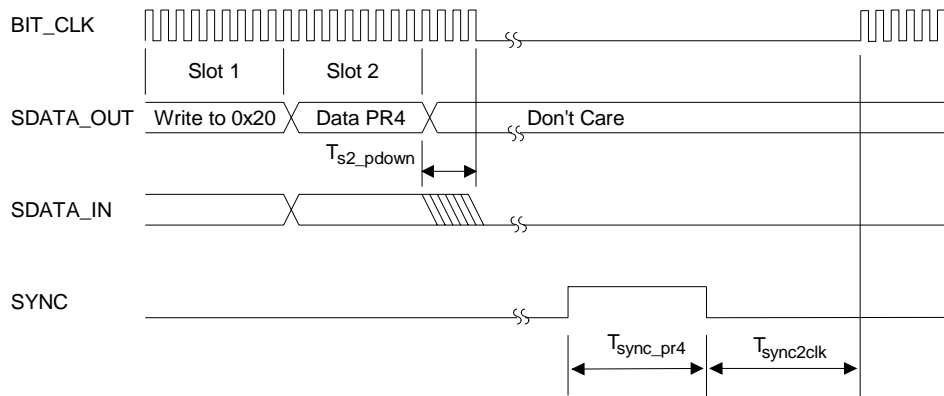 BIT_CLK
Slot 1 Slot 2
SDATA_OUT Write to 0x20 Data PR4 Don't Care
Ts2_pdown
SDATA_IN
SYNC
Tsync_pr4 Tsync2clk